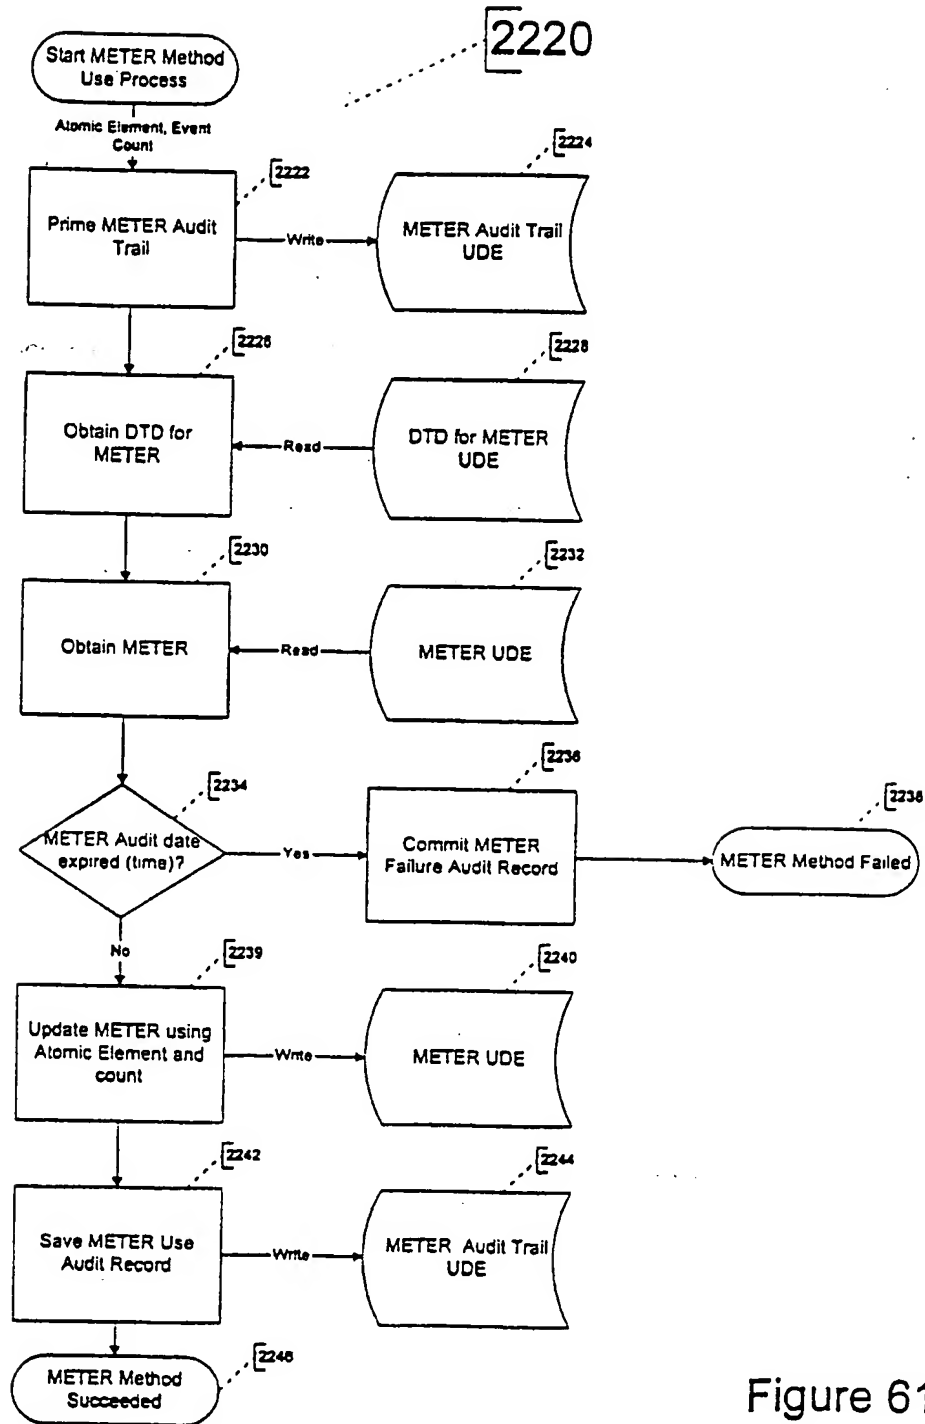 2220
Start METER Method
Use Process
Atomic Element, Event
Count
2222
2224
Prime METER Audit
Trail
Write
METER Audit Trail
UDE
2226
2228
Obtain DTD for
METER
Read
DTD for METER
UDE
2230
2232
Obtain METER
Read
METER UDE
2234
2236
2238
METER Audit date
expired (time)?
Yes
Commit METER
Failure Audit Record
METER Method Failed
No
2239
2240
Update METER using
Atomic Element and
count
Write
METER UDE
2242
2244
Save METER Use
Audit Record
Write
METER Audit Trail
UDE
2246
METER Method
Succeeded
Figure 61